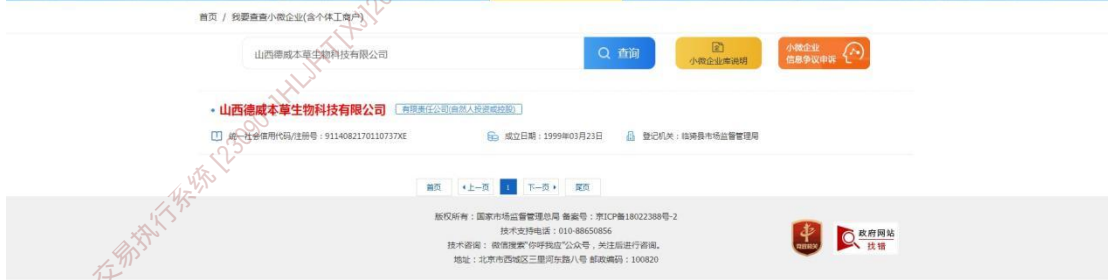 首页 / 我要查查小微企业(含个体工商户)
山西德威本草生物科技有限公司
查询
小微企业库说明
小微企业
信息争议申诉
山西德威本草生物科技有限公司 有限责任公司(自然人投资或控股)
统一社会信用代码/注册号：9114082170110737XE 成立日期：1999年03月23日 登记机关：临猗县市场监督管理局
首页 上一页 1 下一页 尾页
版权所有：国家市场监督管理总局 备案号：京ICP备18022388号-2
技术支持电话：010-88650856
技术咨询： 微信搜索“你呼我应”公众号，关注后进行咨询。
地址：北京市西城区三里河东路八号 邮政编码：100820
党政机关
政府网站
找错
交易执行系统 [230901HLJHT[XJ]20